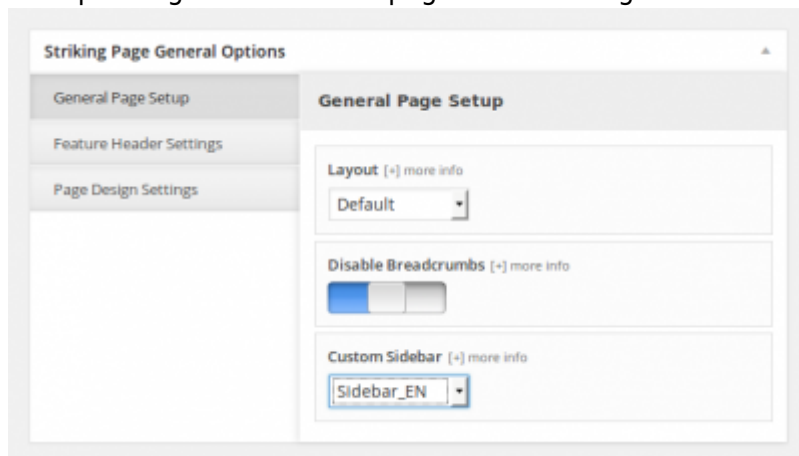 Striking Page General Options
General Page Setup
Feature Header Settings
Page Design Settings
General Page Setup
Layout [+] more info
Default
Disable Breadcrumbs [+] more info
Custom Sidebar [+] more info
Sidebar_EN